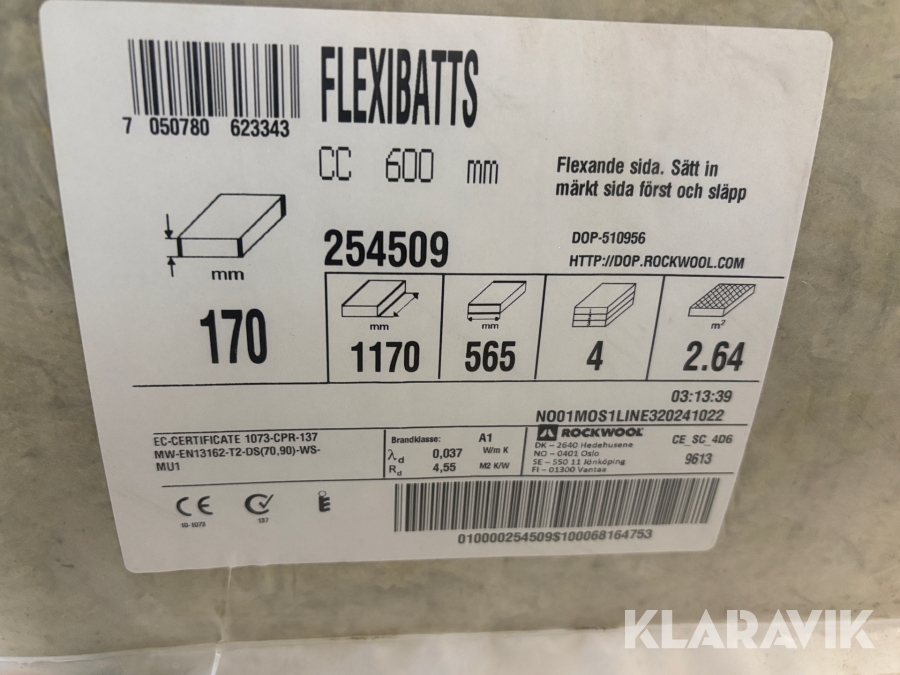 FLEXIBATTS
7 050780 623343
CC 600 mm
Flexande sida. Sätt in
märkt sida först och släpp
254509
DOP-510956
HTTP://DOP.ROCKWOOL.COM
mm
170
mm
1170
mm
565
4
m²
2.64
03:13:39
NO01MOS1LINE320241022
EC-CERTIFICATE 1073-CPR-137
MW-EN13162-T2-DS(70,90)-WS-
MU1
Brandklasse: A1
λd 0,037 W/m K
Rd 4,55 M2 K/W
ROCKWOOL
DK – 2640 Hedehusene
NO – 0401 Oslo
SE – 550 11 Jönköping
FI – 01300 Vantaa
CE_SC_4D6
9613
CE
10-1073
137
010000254509S100068164753
KLARAVIK